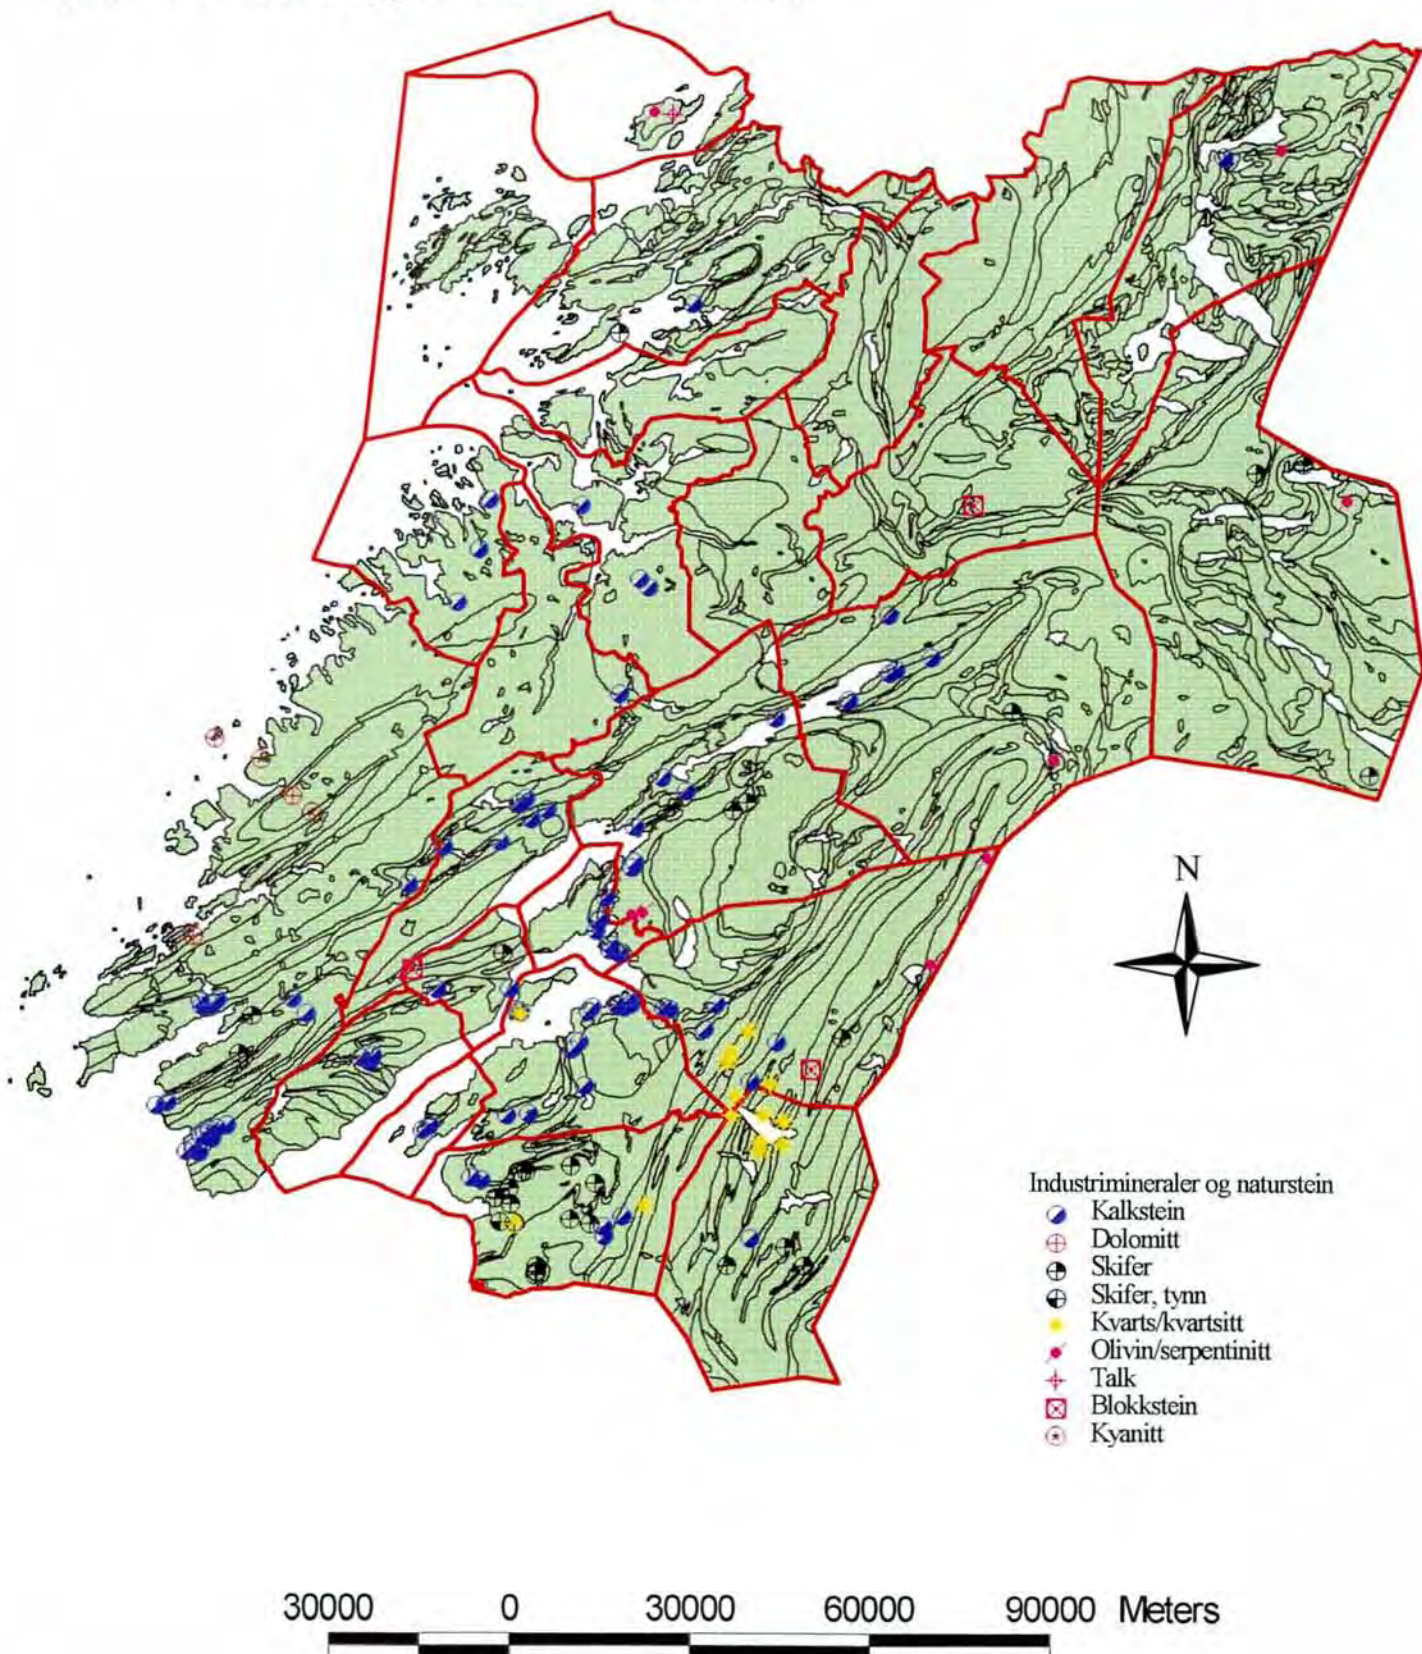 N
Industrimineraler og naturstein
Kalkstein
Dolomitt
Skifer
Skifer, tynn
Kvarts/kvartsitt
Olivin/serpentinitt
Talk
Blokkstein
Kyanitt
30000 0 30000 60000 90000 Meters